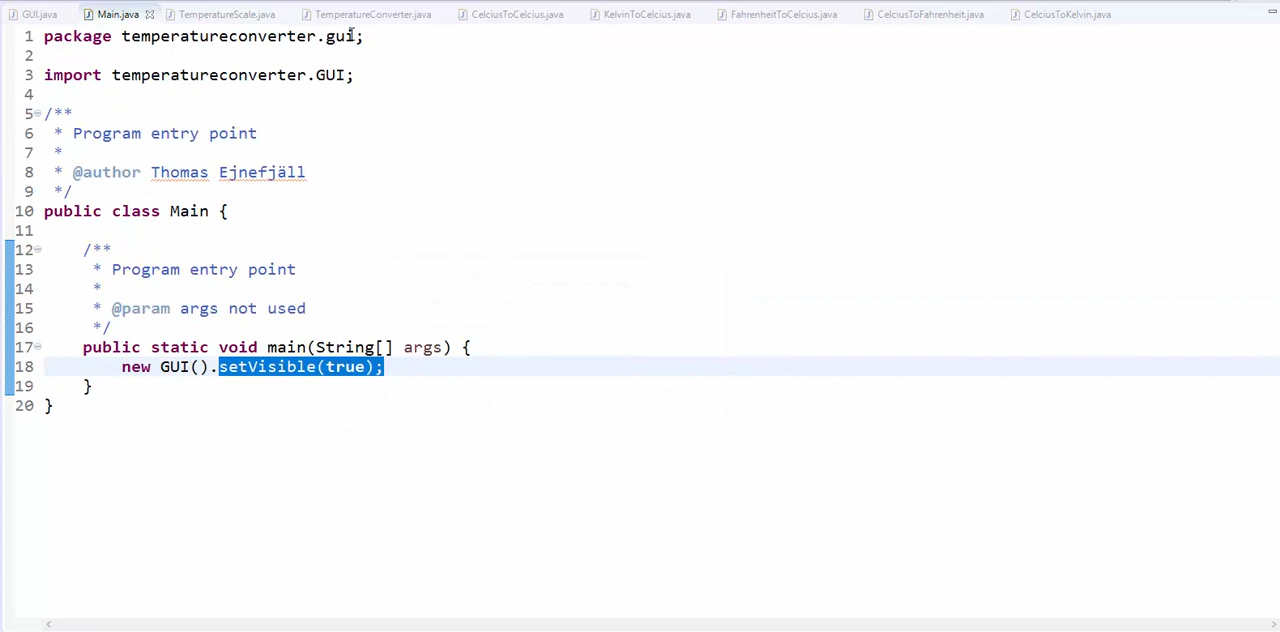 GUI.java Main.java TemperatureScale.java TemperatureConverter.java CelciusToCelcius.java KelvinToCelcius.java FahrenheitToCelcius.java CelciusToFahrenheit.java CelciusToKelvin.java
1 package temperatureconverter.gui;
2
3 import temperatureconverter.GUI;
4
5 /**
6 * Program entry point
7 *
8 * @author Thomas Ejnefjäll
9 */
10 public class Main {
11
12 /**
13 * Program entry point
14 *
15 * @param args not used
16 */
17 public static void main(String[] args) {
18 new GUI().setVisible(true);
19 }
20 }